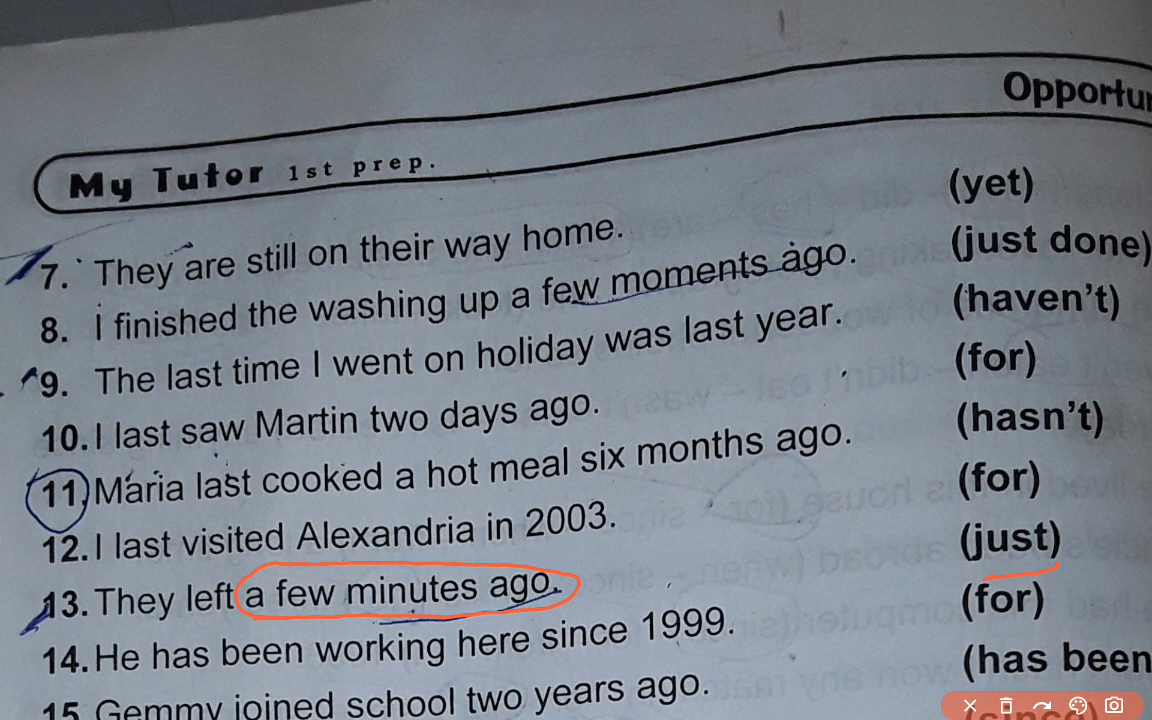 Opportu
My Tutor 1st prep.
7. They are still on their way home. (yet)
8. I finished the washing up a few moments ago. (just done)
9. The last time I went on holiday was last year. (haven't)
10. I last saw Martin two days ago. (for)
11. Maria last cooked a hot meal six months ago. (hasn't)
12. I last visited Alexandria in 2003. (for)
13. They left a few minutes ago. (just)
14. He has been working here since 1999. (for)
15. Gemmy joined school two years ago. (has been